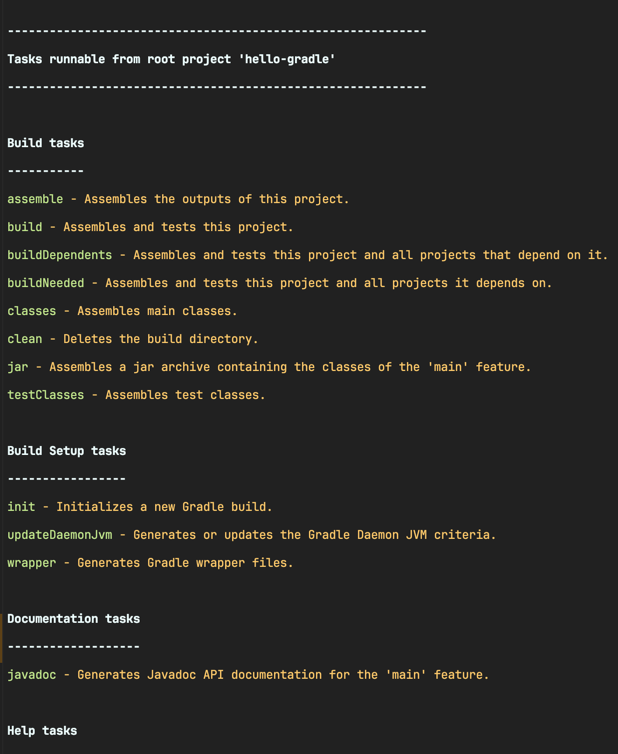 ------------------------------------------------------------
Tasks runnable from root project 'hello-gradle'
------------------------------------------------------------
Build tasks
-----------
assemble - Assembles the outputs of this project.
build - Assembles and tests this project.
buildDependents - Assembles and tests this project and all projects that depend on it.
buildNeeded - Assembles and tests this project and all projects it depends on.
classes - Assembles main classes.
clean - Deletes the build directory.
jar - Assembles a jar archive containing the classes of the 'main' feature.
testClasses - Assembles test classes.
Build Setup tasks
-----------------
init - Initializes a new Gradle build.
updateDaemonJvm - Generates or updates the Gradle Daemon JVM criteria.
wrapper - Generates Gradle wrapper files.
Documentation tasks
-------------------
javadoc - Generates Javadoc API documentation for the 'main' feature.
Help tasks